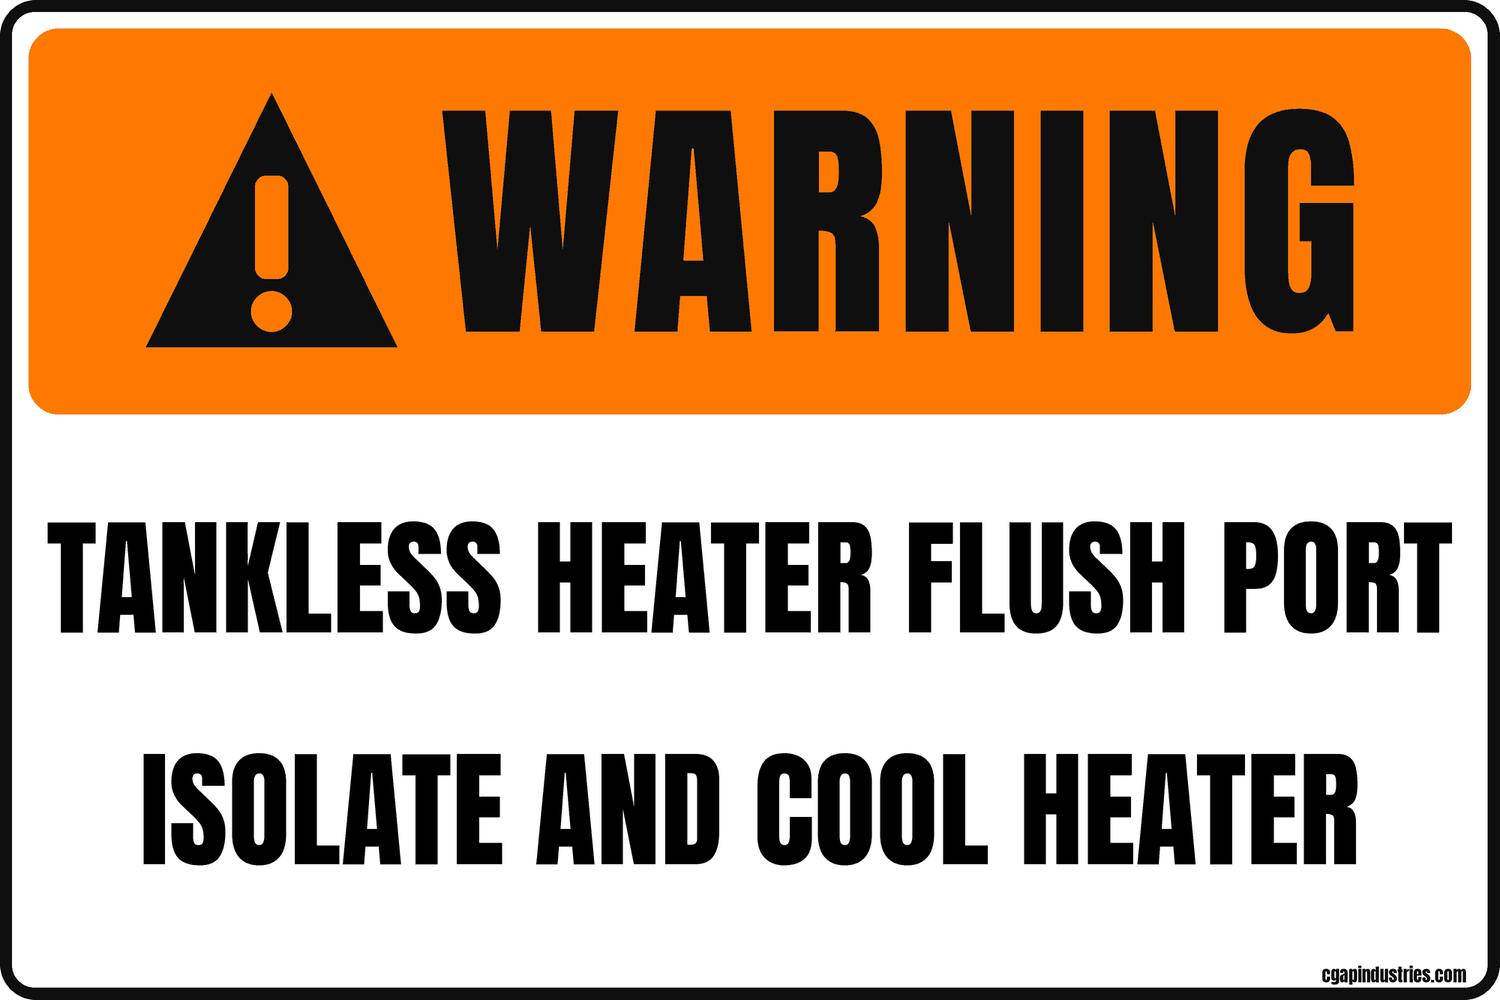 WARNING
TANKLESS HEATER FLUSH PORT
ISOLATE AND COOL HEATER
cgapindustries.com